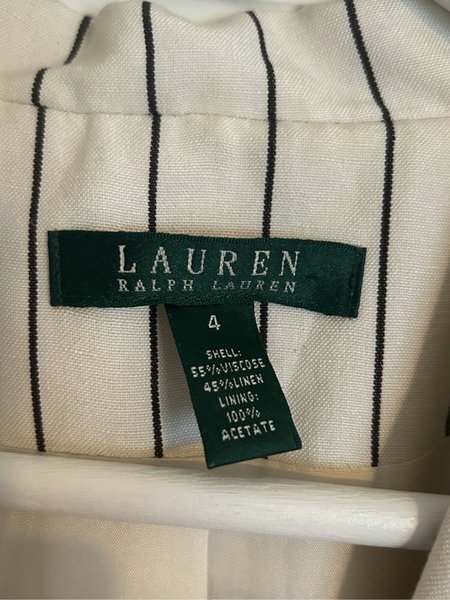 LAUREN
RALPH LAUREN
4
SHELL:
55%VISCOSE
45%LINEN
LINING:
100%
ACETATE